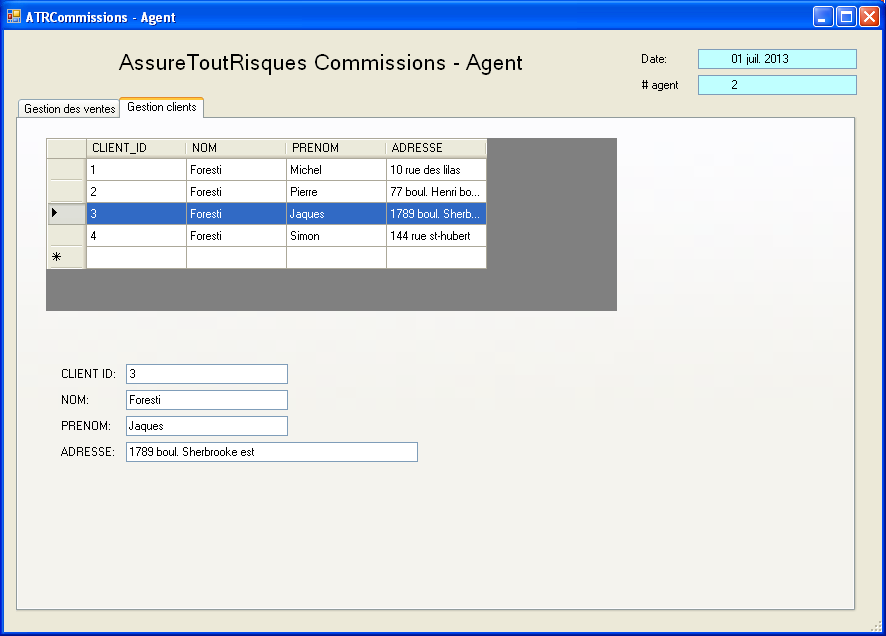 ATRCommissions - Agent
AssureToutRisques Commissions - Agent
Date: 01 juil. 2013
# agent 2
Gestion des ventes Gestion clients
CLIENT_ID NOM PRENOM ADRESSE
1 Foresti Michel 10 rue des lilas
2 Foresti Pierre 77 boul. Henri bo...
3 Foresti Jaques 1789 boul. Sherb...
4 Foresti Simon 144 rue st-hubert
CLIENT ID: 3
NOM: Foresti
PRENOM: Jaques
ADRESSE: 1789 boul. Sherbrooke est